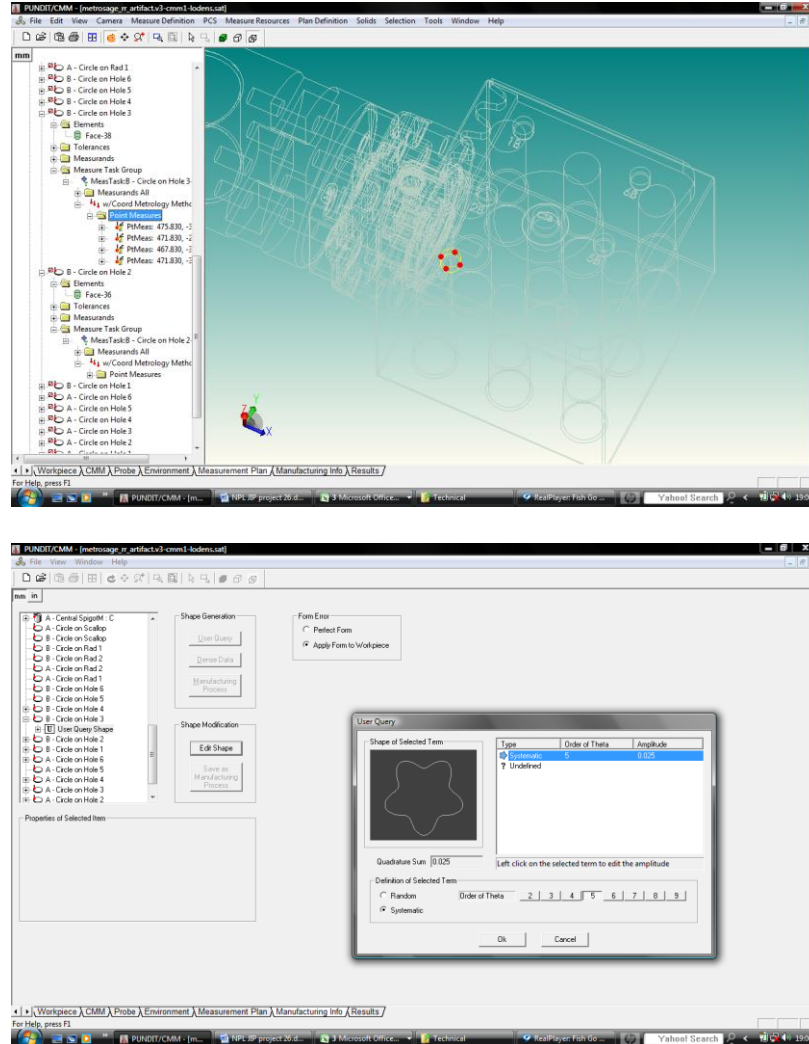 PUNDIT/CMM - [metrosage_rr_artifact.v3-cmm1-lodens.sat]
File Edit View Camera Measure Definition PCS Measure Resources Plan Definition Solids Selection Tools Window Help
mm
A - Circle on Rad 1
B - Circle on Hole 6
B - Circle on Hole 5
B - Circle on Hole 4
B - Circle on Hole 3
Elements
Face-38
Tolerances
Measurands
Measure Task Group
MeasTask:B - Circle on Hole 3-
Measurands All
w/Coord Metrology Methc
Point Measures
PtMeas: 475.830, -3
PtMeas: 471.830, -2
PtMeas: 467.830, -3
PtMeas: 471.830, -3
B - Circle on Hole 2
Elements
Face-36
Tolerances
Measurands
Measure Task Group
MeasTask:B - Circle on Hole 2-
Measurands All
w/Coord Metrology Methc
Point Measures
B - Circle on Hole 1
A - Circle on Hole 6
A - Circle on Hole 5
A - Circle on Hole 4
A - Circle on Hole 3
A - Circle on Hole 2
A - Circle on Hole 1
Z Y X
Workpiece CMM Probe Environment Measurement Plan Manufacturing Info Results
For Help, press F1
PUNDIT/CMM - [m... NPL JIP project 26.d... 3 Microsoft Office... Technical RealPlayer: Fish Go ... Yahoo! Search 19:0
PUNDIT/CMM - [metrosage_rr_artifact.v3-cmm1-lodens.sat]
File View Window Help
mm in
A - Central SpigotM : C
A - Circle on Scallop
B - Circle on Scallop
B - Circle on Rad 1
B - Circle on Rad 2
A - Circle on Rad 2
A - Circle on Rad 1
B - Circle on Hole 6
B - Circle on Hole 5
B - Circle on Hole 4
B - Circle on Hole 3
User Query Shape
B - Circle on Hole 2
B - Circle on Hole 1
A - Circle on Hole 6
A - Circle on Hole 5
A - Circle on Hole 4
A - Circle on Hole 3
A - Circle on Hole 2
Shape Generation
User Query
Dense Data
Manufacturing
Process
Shape Modification
Edit Shape
Save as
Manufacturing
Process
Form Error
Perfect Form
Apply Form to Workpiece
Properties of Selected Item
User Query
Shape of Selected Term
Type Order of Theta Amplitude
Systematic 5 0.025
? Undefined
Quadrature Sum 0.025
Left click on the selected term to edit the amplitude
Definition of Selected Term
Random Order of Theta 2 3 4 5 6 7 8 9
Systematic
Ok Cancel
Workpiece CMM Probe Environment Measurement Plan Manufacturing Info Results
For Help, press F1
PUNDIT/CMM - [m... NPL JIP project 26.d... 3 Microsoft Office... Technical RealPlayer: Fish Go ... Yahoo! Search 19:0